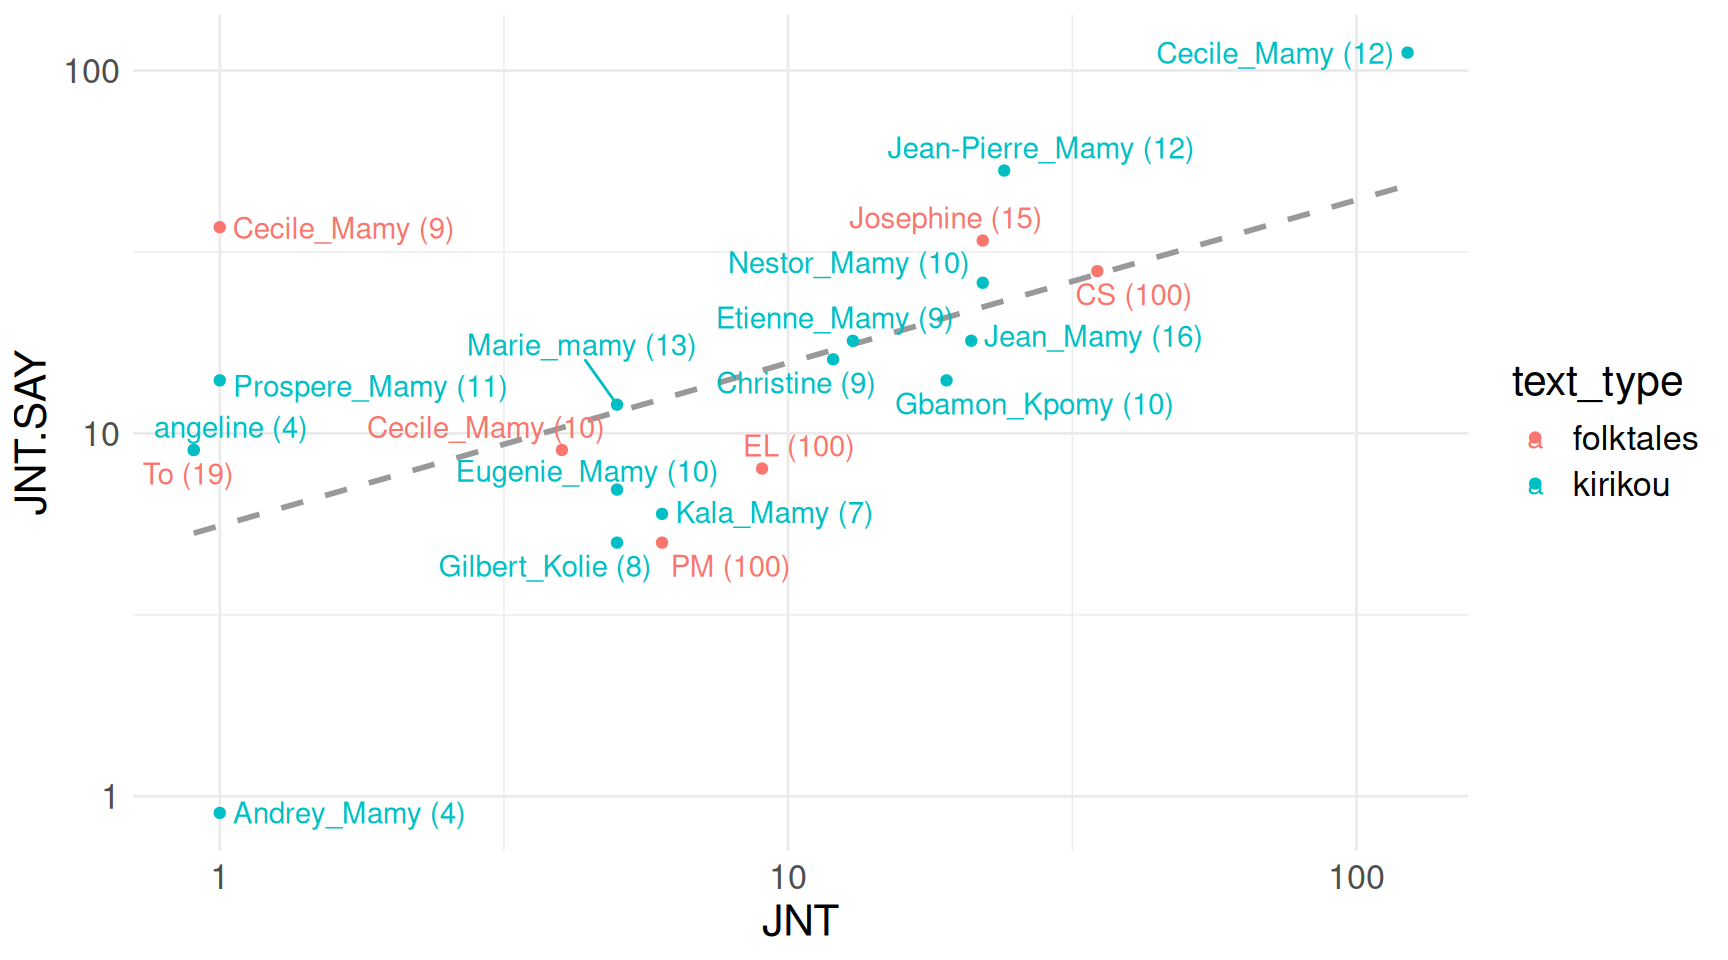 100
10
1
JNT.SAY
Cecile_Mamy (12)
Jean-Pierre_Mamy (12)
Josephine (15)
Cecile_Mamy (9)
Nestor_Mamy (10)
CS (100)
Etienne_Mamy (9)
Marie_mamy (13)
Jean_Mamy (16)
Prospere_Mamy (11)
Christine (9)
Gbamon_Kpomy (10)
angeline (4)
Cecile_Mamy (10)
EL (100)
To (19)
Eugenie_Mamy (10)
Kala_Mamy (7)
Gilbert_Kolie (8)
PM (100)
Andrey_Mamy (4)
1
10
100
JNT
text_type
a folktales
a kirikou